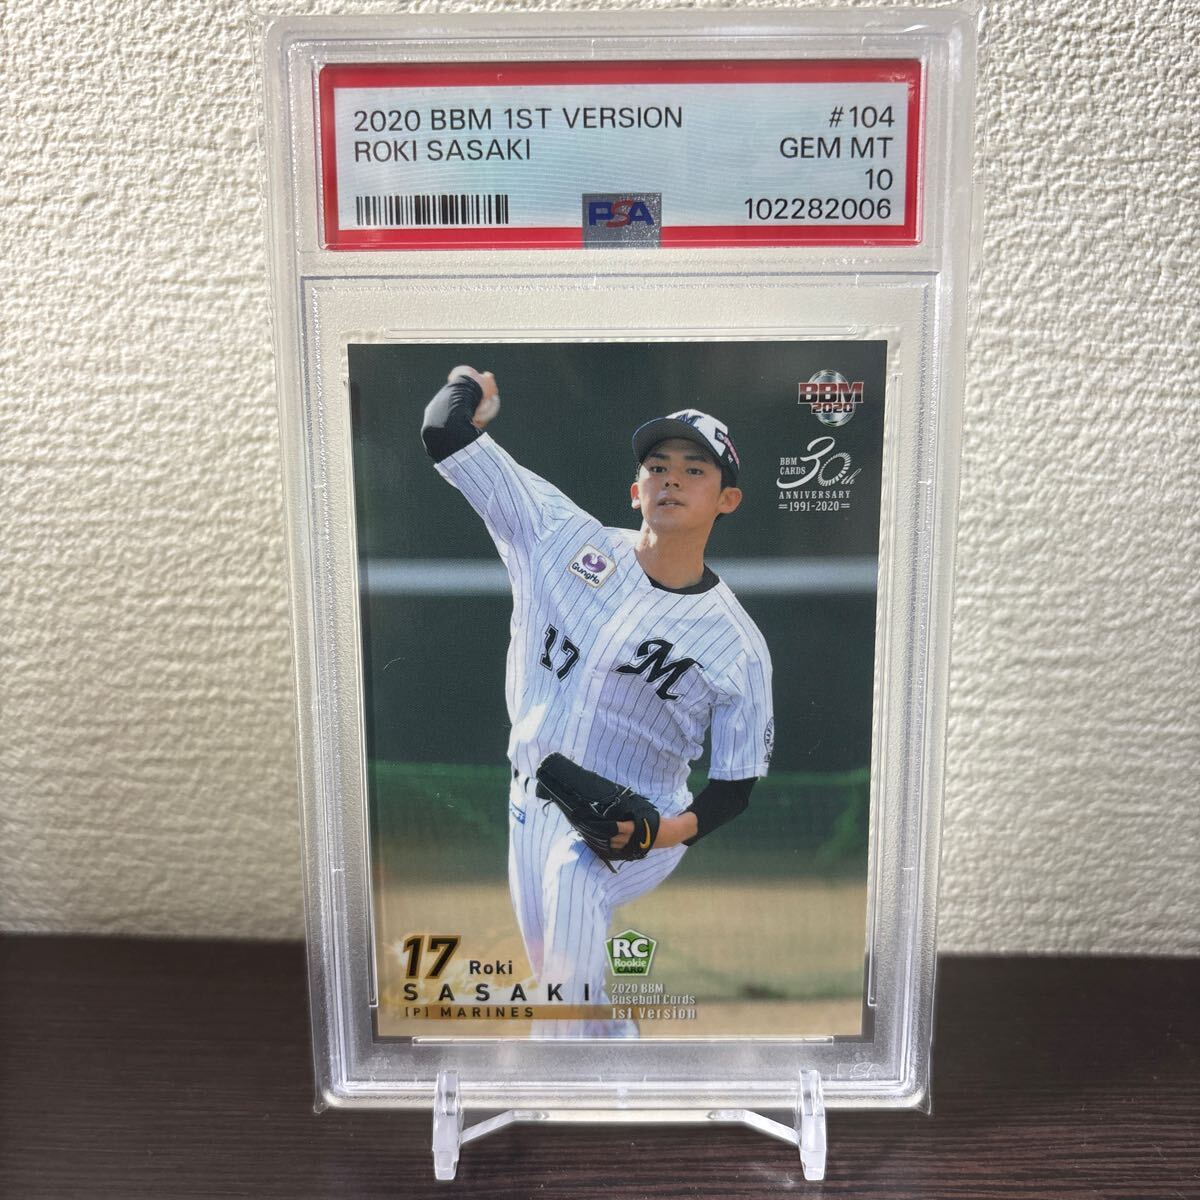 2020 BBM 1ST VERSION #104
ROKI SASAKI GEM MT
10
PSA 102282006
BBM
2020
BBM
CARDS 30th
ANNIVERSARY
=1991-2020=
M
GungHo
17 M
17 Roki
SASAKI
[P] MARINES
RC
Rookie
CARD
2020 BBM
Baseball Cards
1st Version